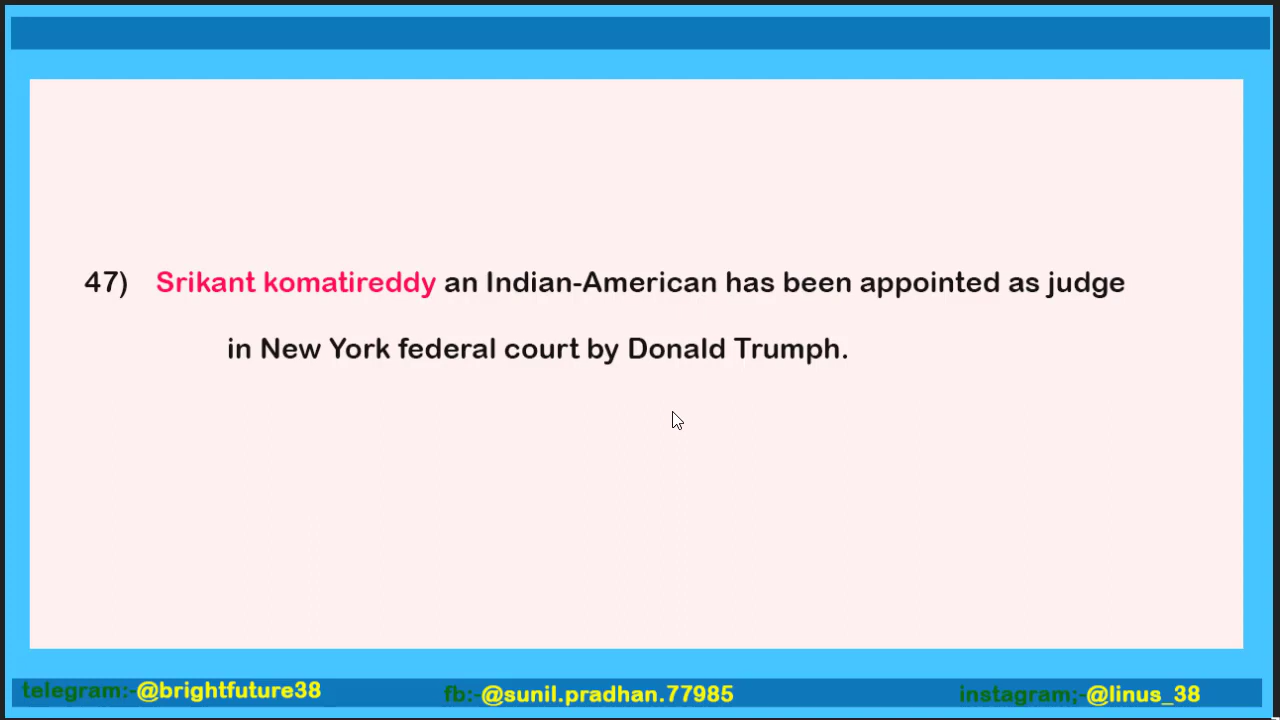 47) Srikant komatireddy an Indian-American has been appointed as judge
in New York federal court by Donald Trumph.
telegram:-@brightfuture38 fb:-@sunil.pradhan.77985 instagram;-@linus_38